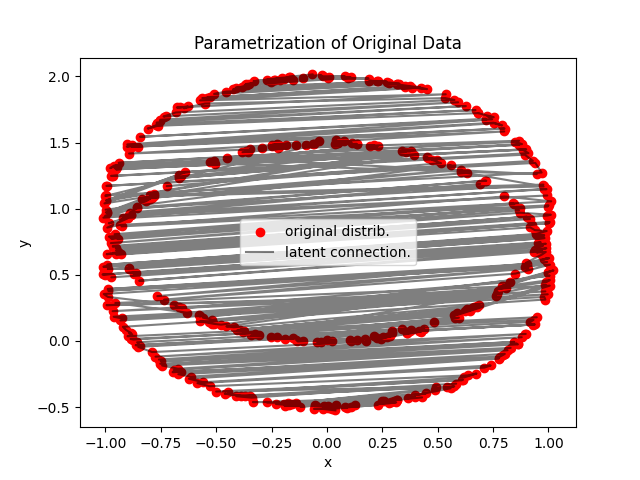 Parametrization of Original Data
y
2.0
1.5
1.0
0.5
0.0
−0.5
original distrib.
latent connection.
−1.00 −0.75 −0.50 −0.25 0.00 0.25 0.50 0.75 1.00
x